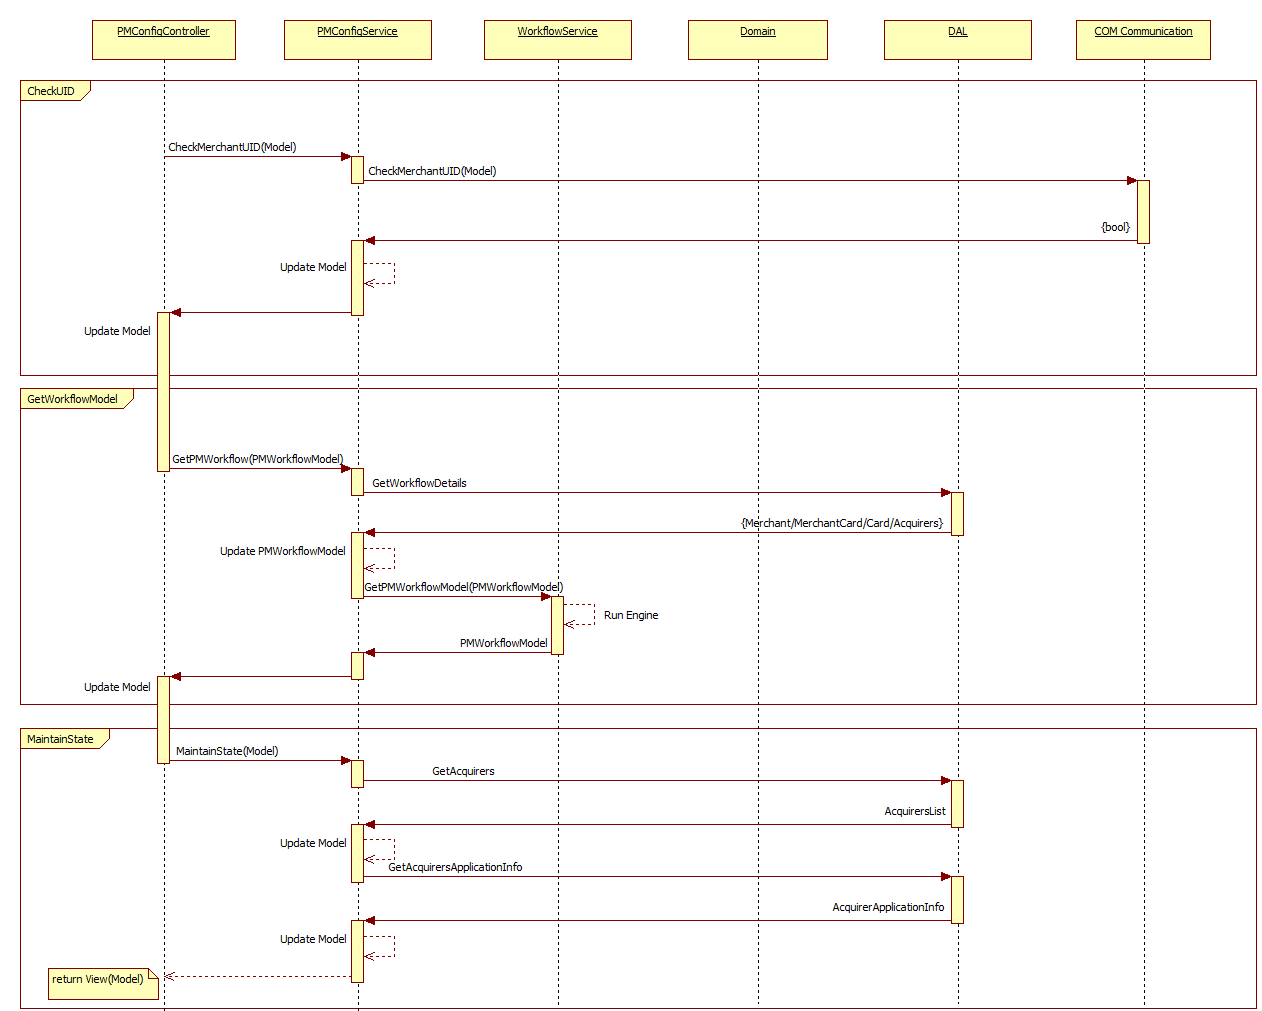 PMConfigController
PMConfigService
WorkflowService
Domain
DAL
COM Communication
CheckUID
CheckMerchantUID(Model)
CheckMerchantUID(Model)
{bool}
Update Model
Update Model
GetWorkflowModel
GetPMWorkflow(PMWorkflowModel)
GetWorkflowDetails
{Merchant/MerchantCard/Card/Acquirers}
Update PMWorkflowModel
GetPMWorkflowModel(PMWorkflowModel)
Run Engine
PMWorkflowModel
Update Model
MaintainState
MaintainState(Model)
GetAcquirers
AcquirersList
Update Model
GetAcquirersApplicationInfo
AcquirerApplicationInfo
Update Model
return View(Model)